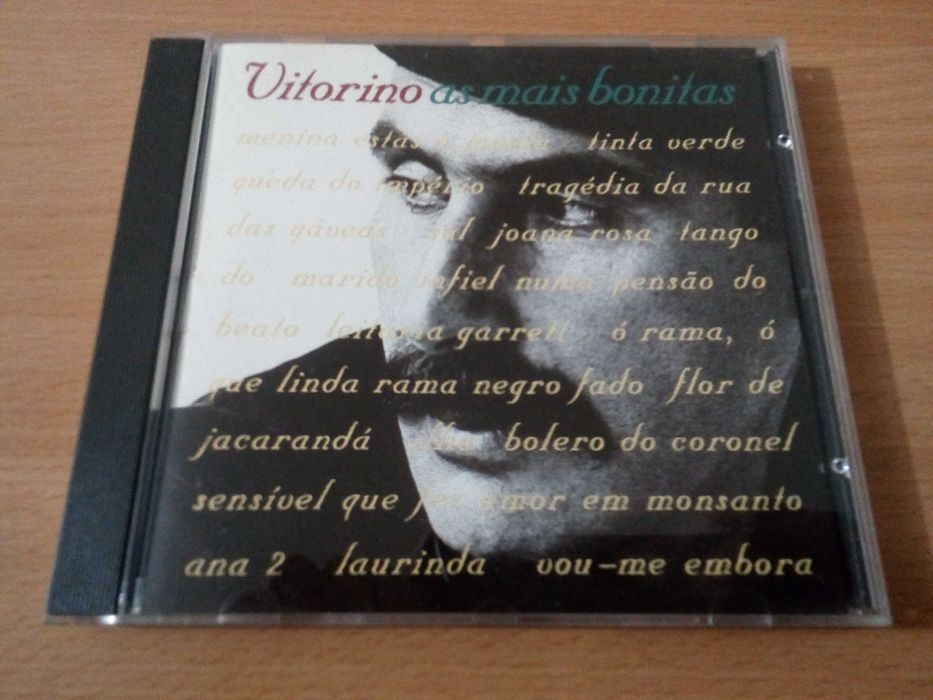 Vitorino as mais bonitas
menina estás à janela tinta verde
queda do império tragédia da rua
das gáveas sul joana rosa tango
do marido infiel numa pensão do
beato leitaria garrett ó rama, ó
que linda rama negro fado flor de
jacarandá ilha bolero do coronel
sensível que fez amor em monsanto
ana 2 laurinda vou-me embora